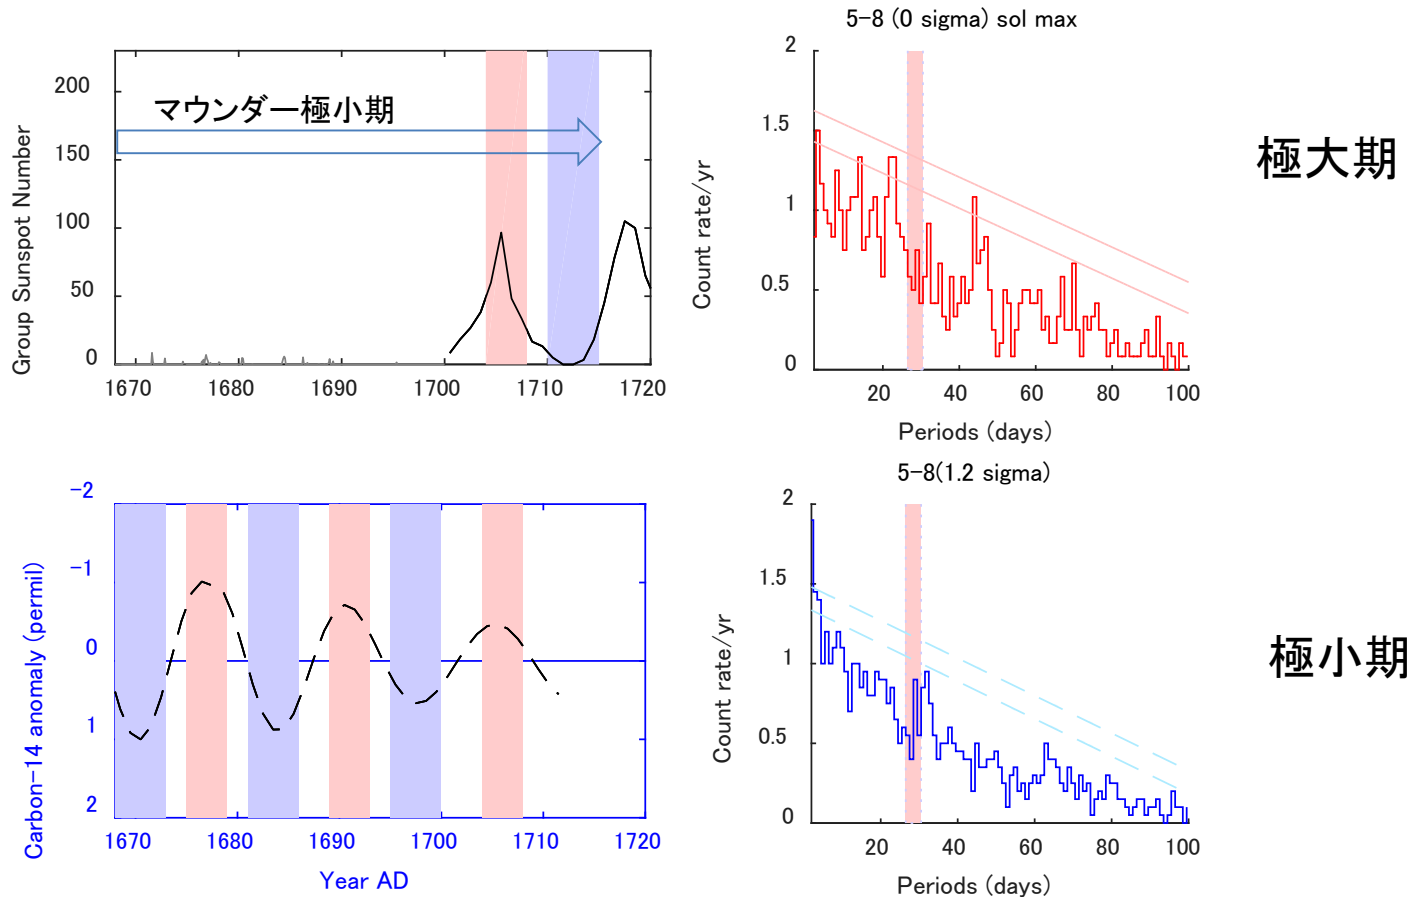 Group Sunspot Number
200
150
100
50
0
マウンダー極小期
1670 1680 1690 1700 1710 1720
5-8 (0 sigma) sol max
Count rate/yr
2
1.5
1
0.5
0
20 40 60 80 100
Periods (days)
極大期
Carbon-14 anomaly (permil)
-2
-1
0
1
2
1670 1680 1690 1700 1710 1720
Year AD
5-8(1.2 sigma)
Count rate/yr
2
1.5
1
0.5
0
20 40 60 80 100
Periods (days)
極小期